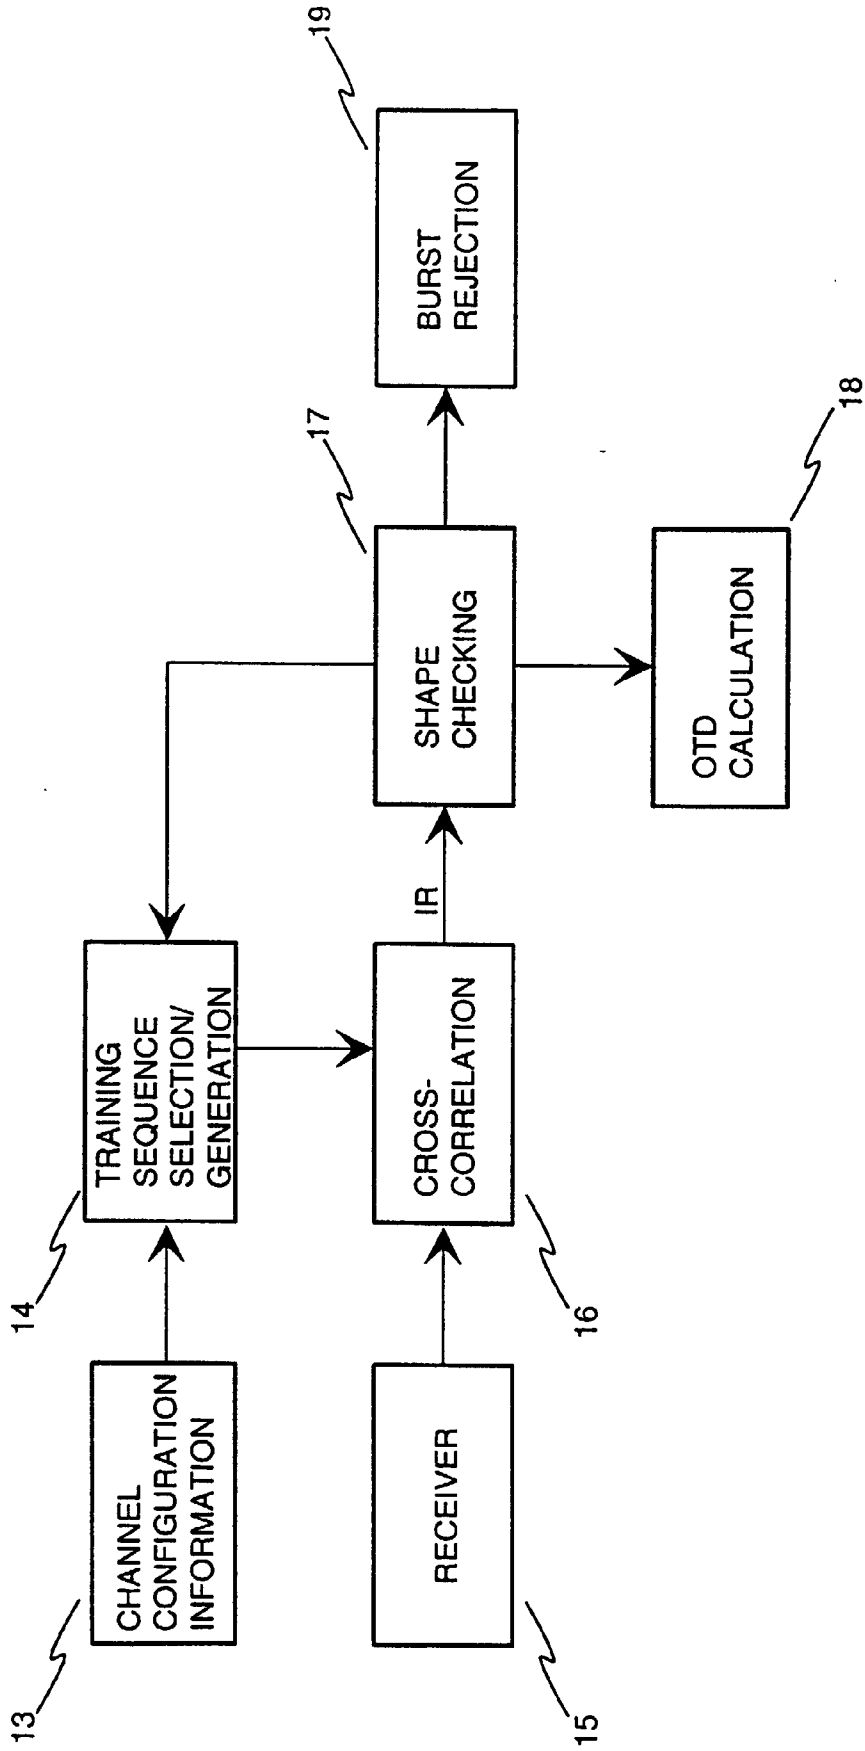 13
CHANNEL
CONFIGURATION
INFORMATION
14
TRAINING
SEQUENCE
SELECTION/
GENERATION
15
RECEIVER
16
CROSS-
CORRELATION
IR
17
SHAPE
CHECKING
18
OTD
CALCULATION
19
BURST
REJECTION